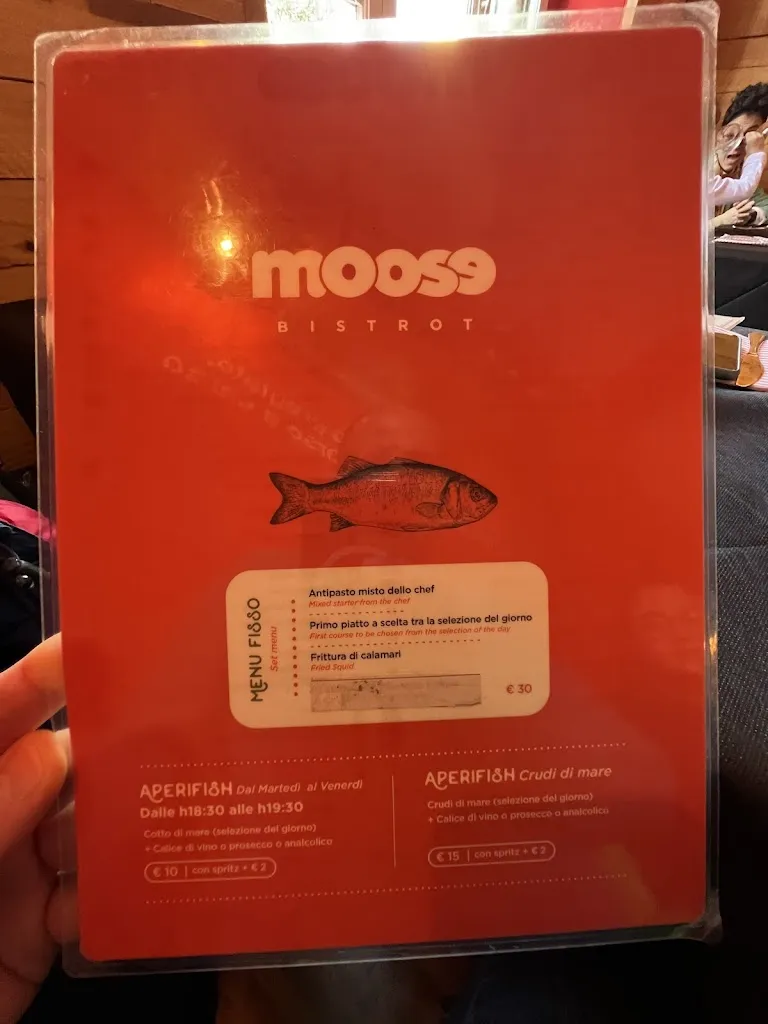 moose
BISTROT
MENU FISSO
Set menu
Antipasto misto dello chef
Mixed starter from the chef
Primo piatto a scelta tra la selezione del giorno
First course to be chosen from the selection of the day
Frittura di calamari
Fried Squid
€ 30
APERIFISH Dal Martedì al Venerdì
Dalle h18:30 alle h19:30
Cotto di mare (selezione del giorno)
+ Calice di vino o prosecco o analcolico
€ 10 | con spritz + € 2
APERIFISH Crudi di mare
Crudi di mare (selezione del giorno)
+ Calice di vino o prosecco o analcolico
€ 15 | con spritz + € 2